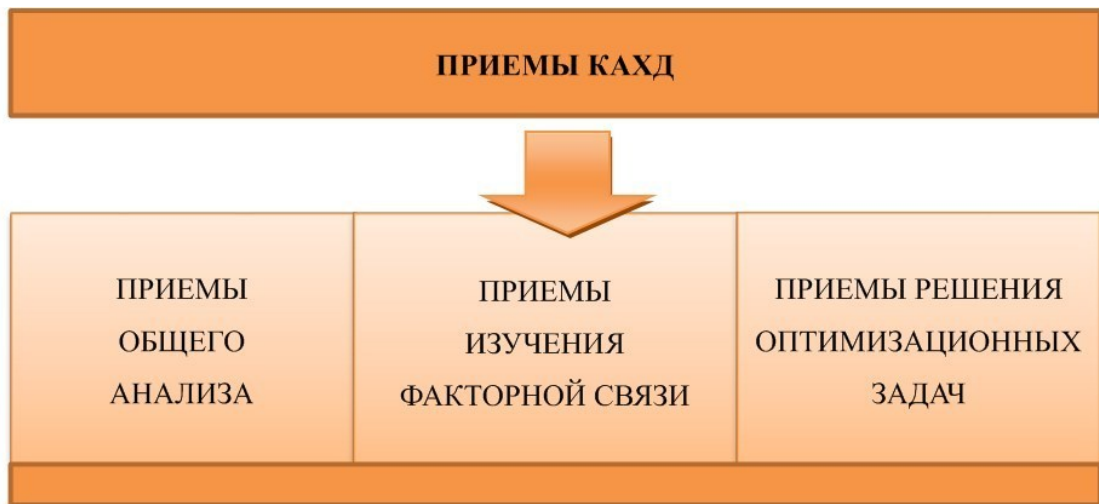 ПРИЕМЫ КАХД
ПРИЕМЫ
ОБЩЕГО
АНАЛИЗА
ПРИЕМЫ
ИЗУЧЕНИЯ
ФАКТОРНОЙ СВЯЗИ
ПРИЕМЫ РЕШЕНИЯ
ОПТИМИЗАЦИОННЫХ
ЗАДАЧ